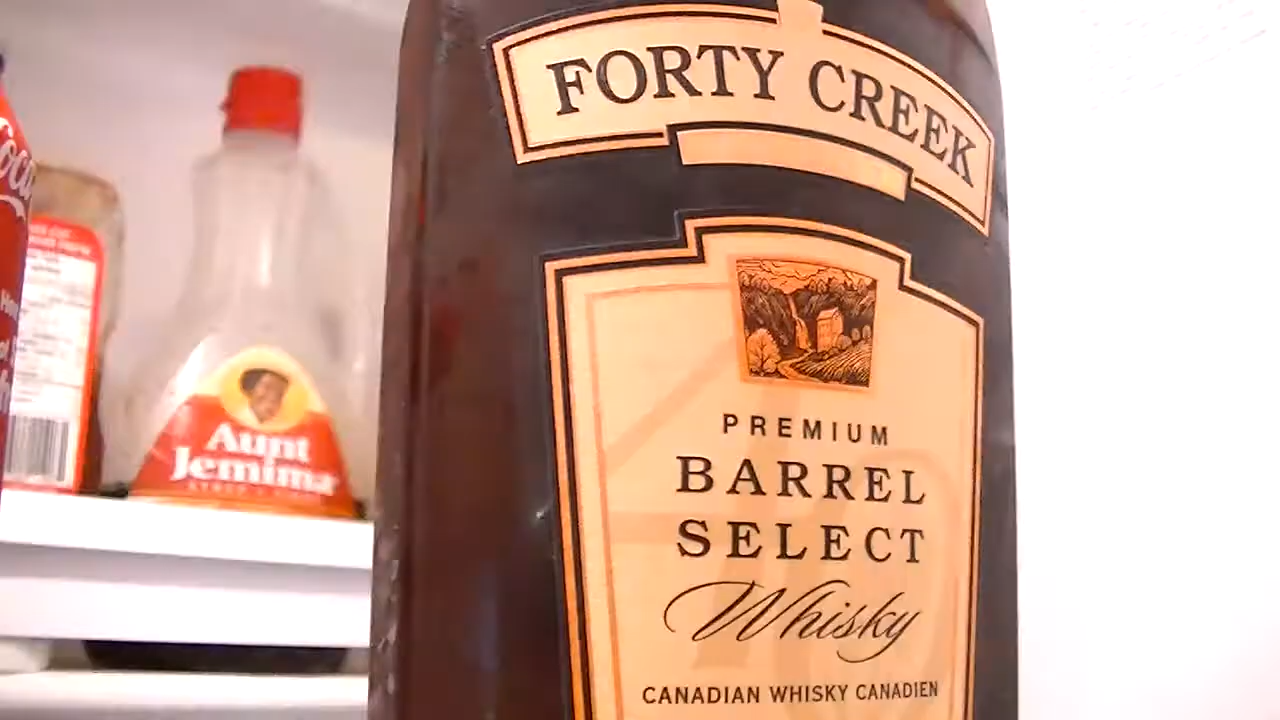 FORTY CREEK
PREMIUM
BARREL
SELECT
Whisky
CANADIAN WHISKY CANADIEN
Aunt
Jemima